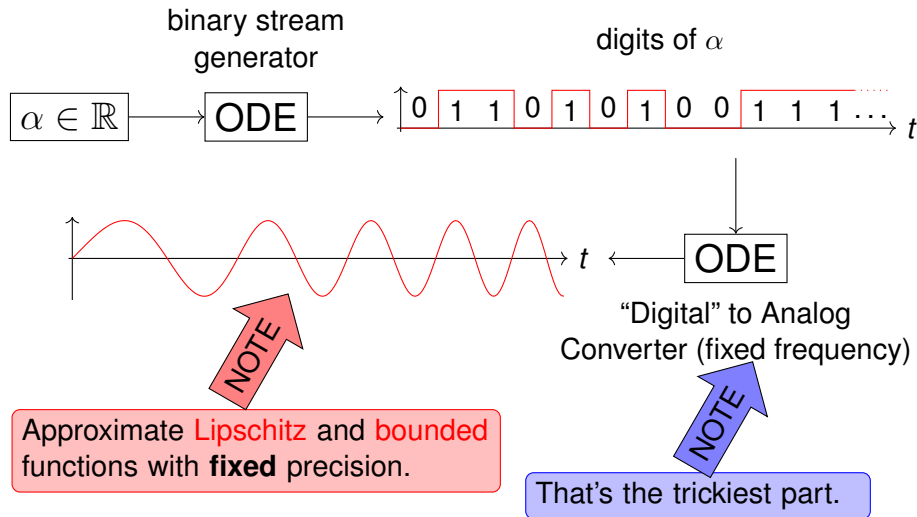 binary stream
generator
digits of α
α ∈ ℝ
ODE
0 1 1 0 1 0 1 0 0 1 1 1 ...
t
t
ODE
“Digital” to Analog
Converter (fixed frequency)
NOTE
NOTE
Approximate Lipschitz and bounded
functions with fixed precision.
That's the trickiest part.